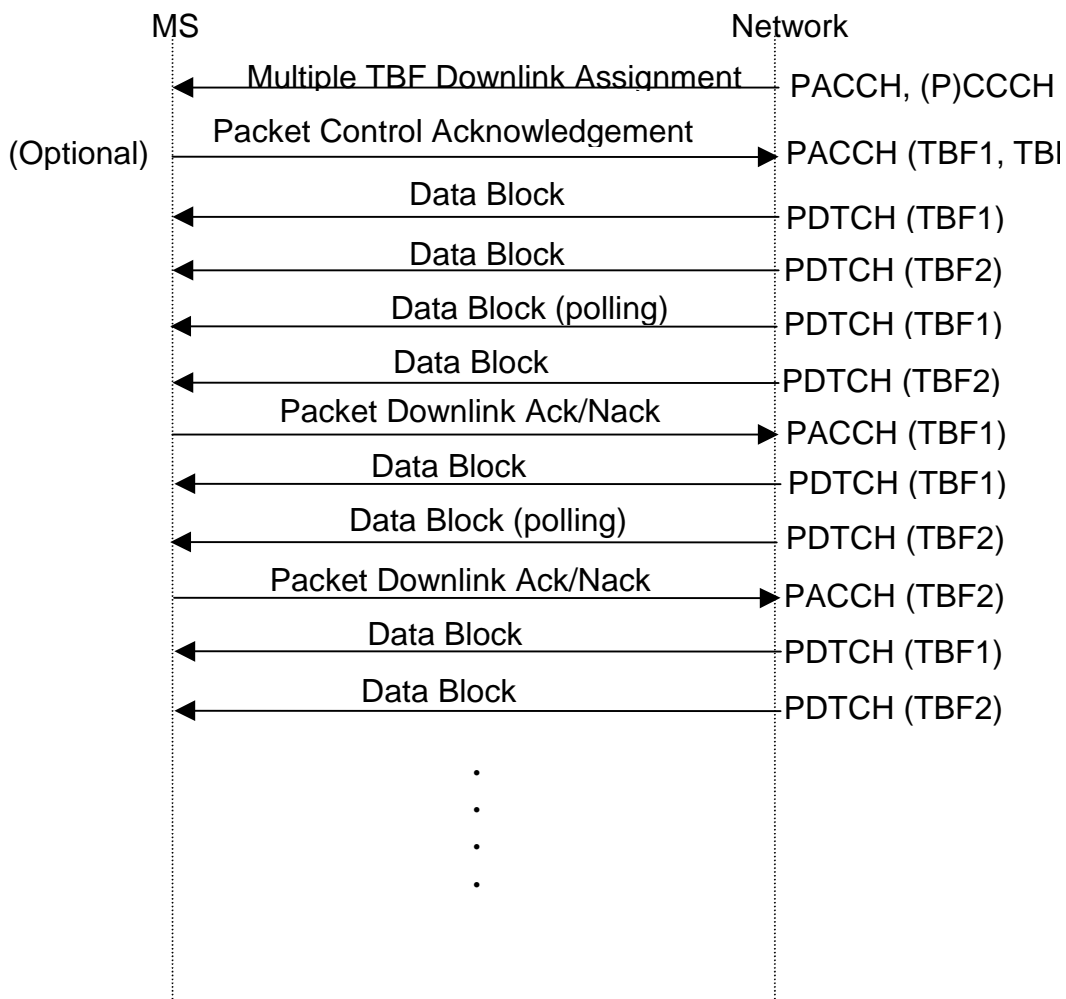 MS Network
Multiple TBF Downlink Assignment PACCH, (P)CCCH
(Optional) Packet Control Acknowledgement PACCH (TBF1,
Data Block PDTCH (TBF1)
Data Block PDTCH (TBF2)
Data Block (polling) PDTCH (TBF1)
Data Block PDTCH (TBF2)
Packet Downlink Ack/Nack PACCH (TBF1)
Data Block PDTCH (TBF1)
Data Block (polling) PDTCH (TBF2)
Packet Downlink Ack/Nack PACCH (TBF2)
Data Block PDTCH (TBF1)
Data Block PDTCH (TBF2)